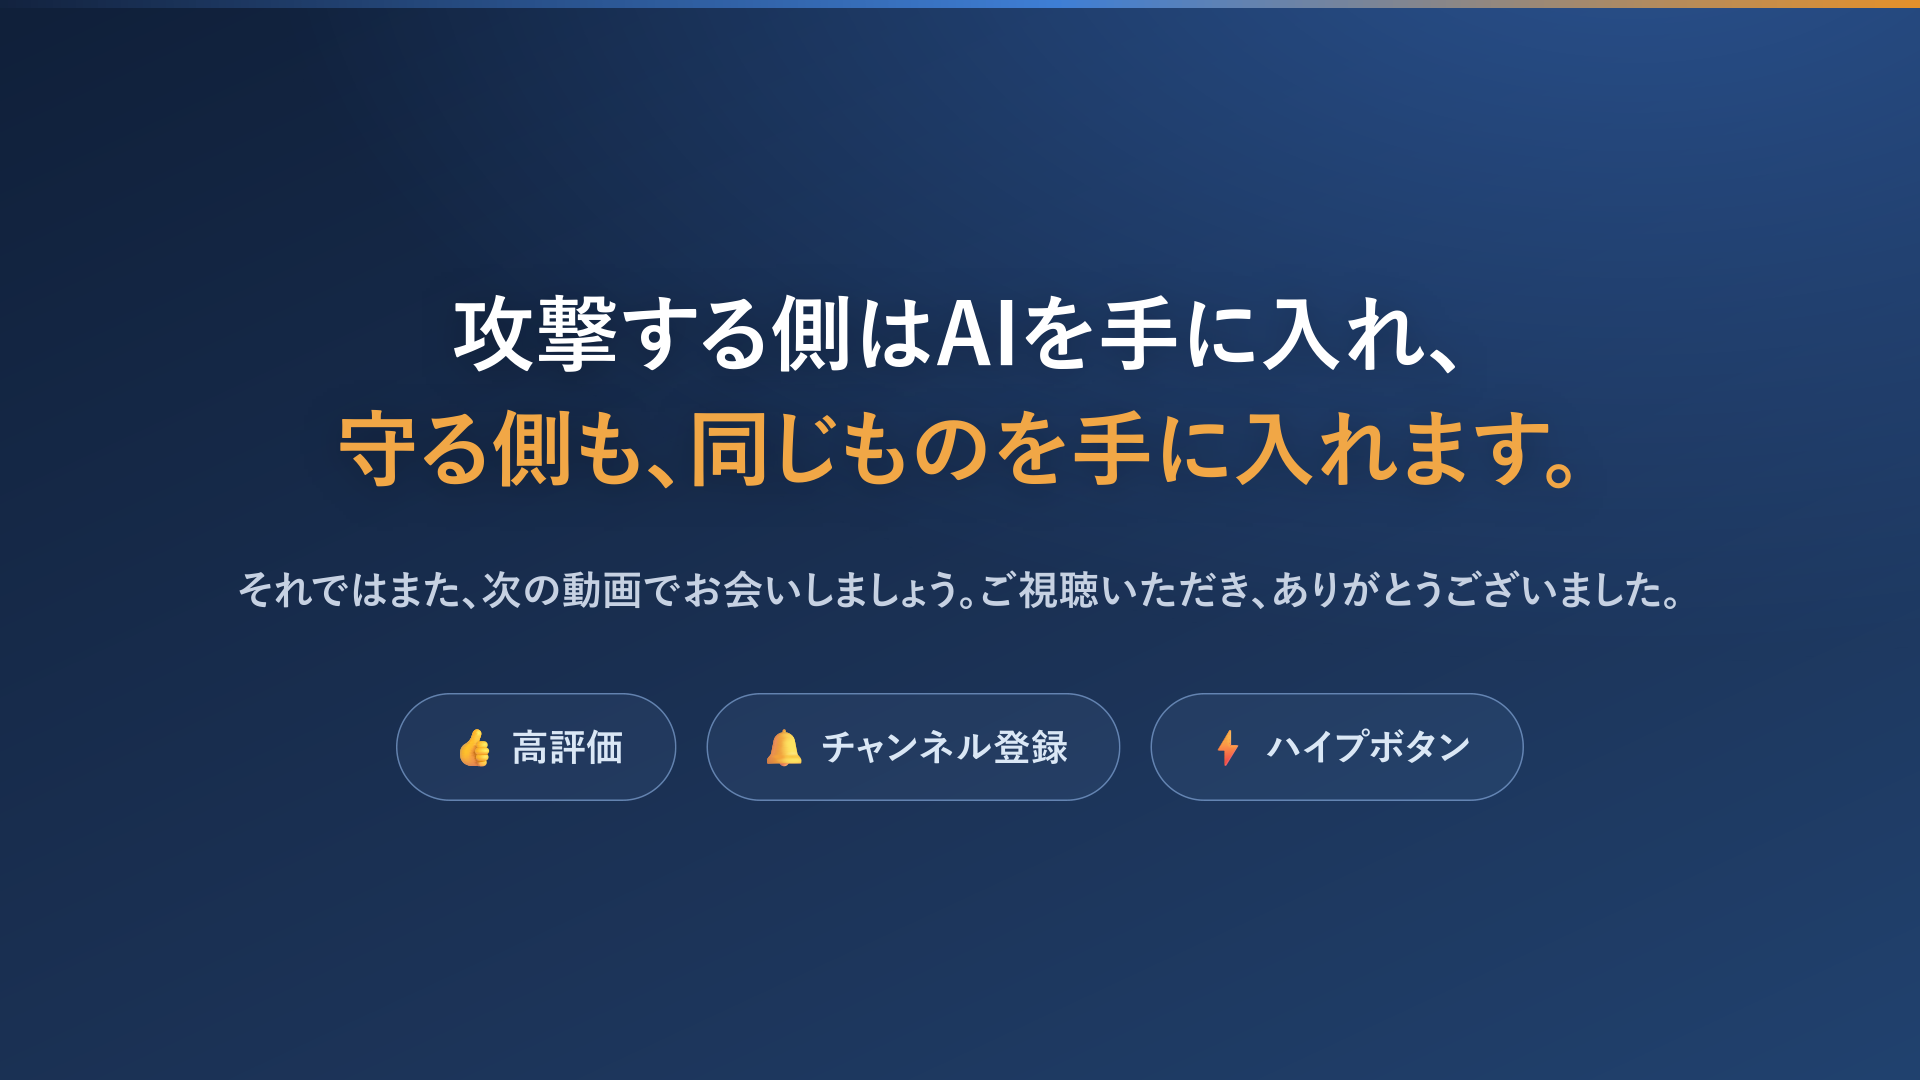 攻撃する側はAIを手に入れ、
守る側も、同じものを手に入れます。
それではまた、次の動画でお会いしましょう。ご視聴いただき、ありがとうございました。
👍 高評価
🔔 チャンネル登録
⚡ ハイプボタン